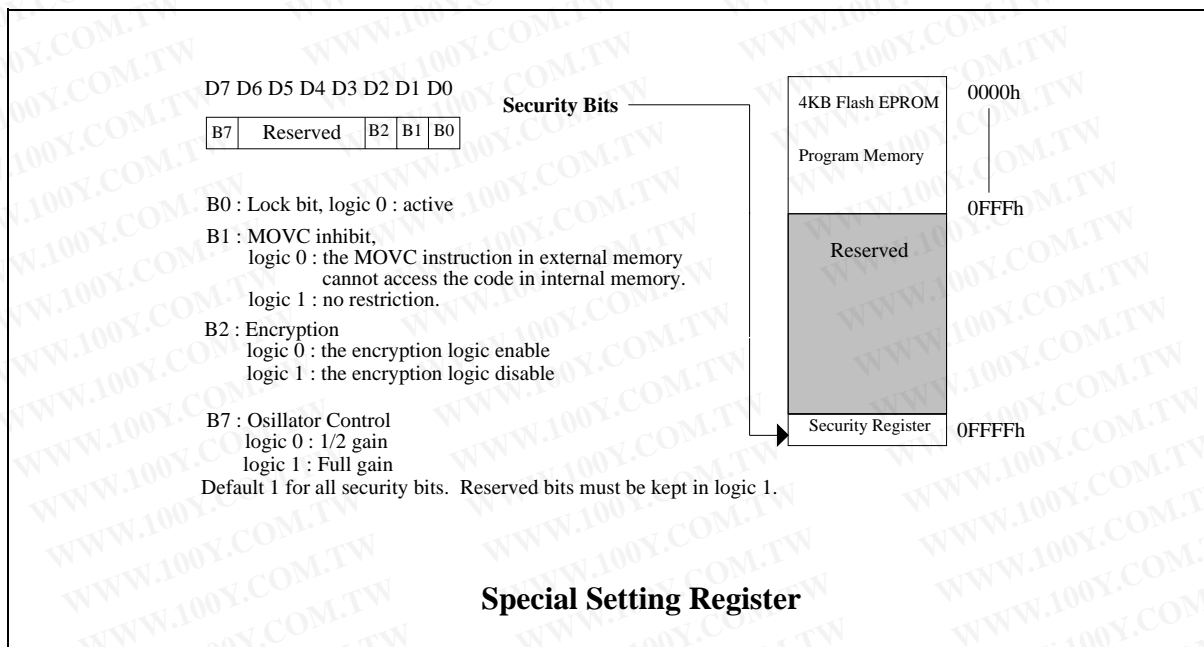 D7 D6 D5 D4 D3 D2 D1 D0
B7 Reserved B2 B1 B0
Security Bits
B0 : Lock bit, logic 0 : active
B1 : MOVC inhibit,
logic 0 : the MOVC instruction in external memory
cannot access the code in internal memory.
logic 1 : no restriction.
B2 : Encryption
logic 0 : the encryption logic enable
logic 1 : the encryption logic disable
B7 : Osillator Control
logic 0 : 1/2 gain
logic 1 : Full gain
Default 1 for all security bits. Reserved bits must be kept in logic 1.
4KB Flash EPROM
Program Memory
0000h
0FFFh
Reserved
Security Register
0FFFFh
Special Setting Register
WWW.100Y.COM.TW